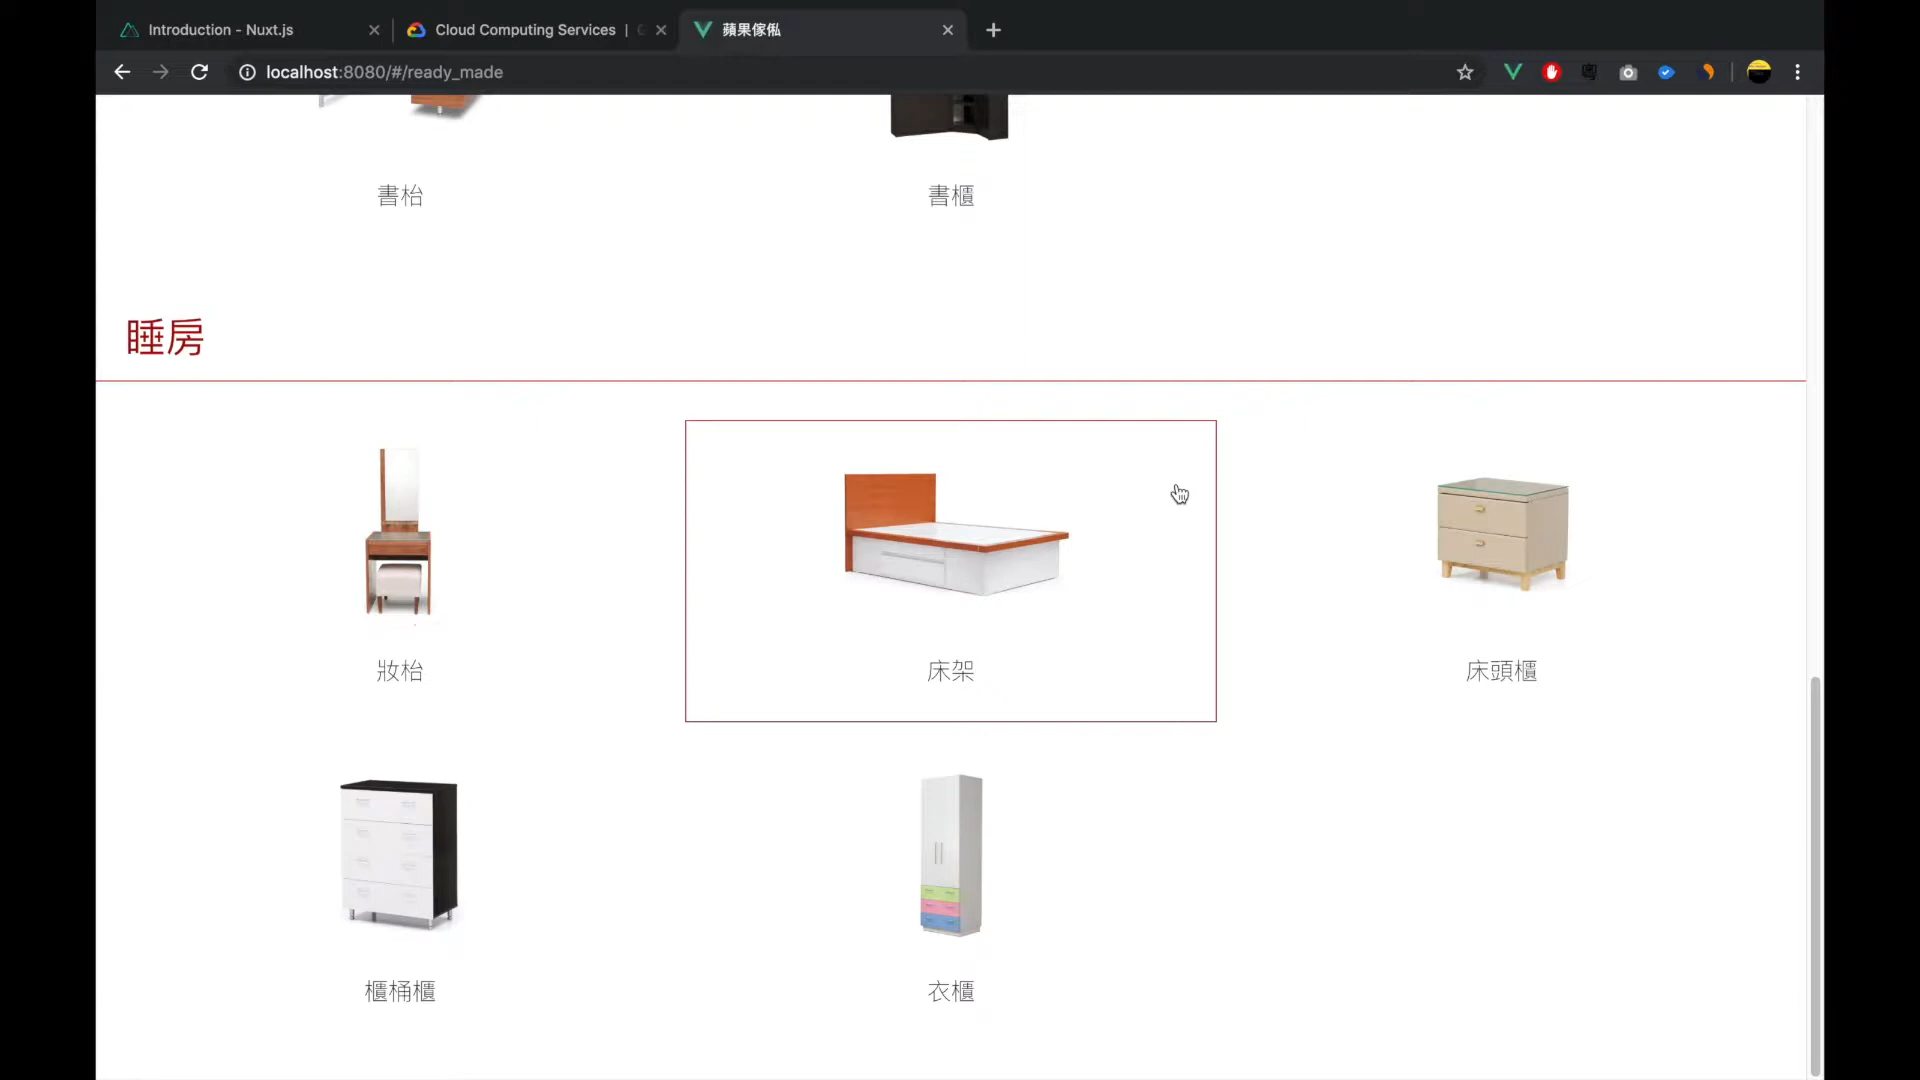 Introduction - Nuxt.js
Cloud Computing Services |
蘋果傢俬
localhost:8080/#/ready_made
書枱
書櫃
睡房
妝枱
床架
床頭櫃
櫃桶櫃
衣櫃